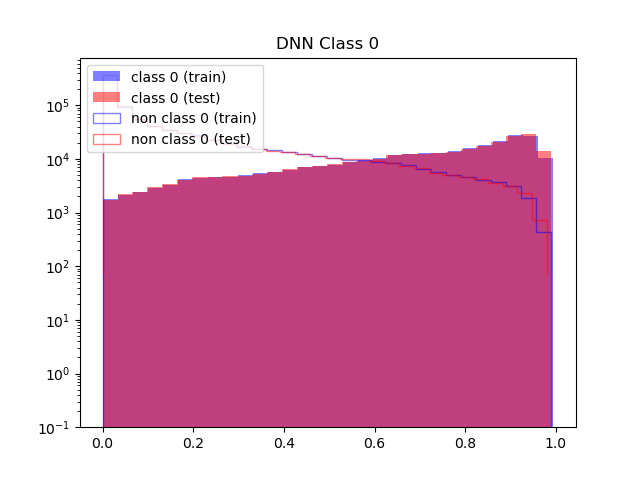 DNN Class 0
class 0 (train)
class 0 (test)
non class 0 (train)
non class 0 (test)
10^5
10^4
10^3
10^2
10^1
10^0
10^−1
0.0 0.2 0.4 0.6 0.8 1.0